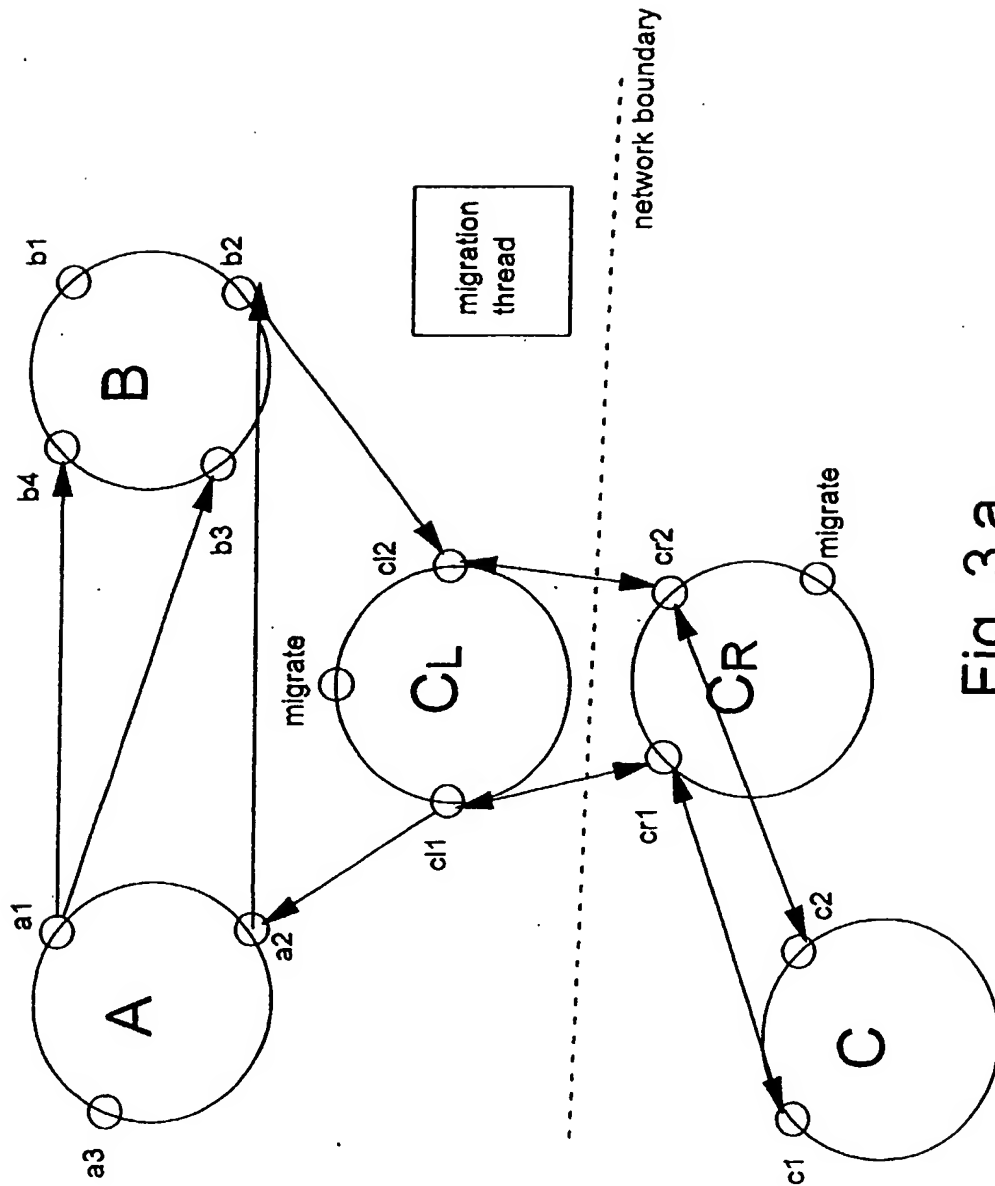 a1
a2
a3
A
b1
b2
b3
b4
B
migrate
cl1
cl2
CL
migration
thread
network boundary
cr1
cr2
CR
migrate
c1
c2
C
Fig. 3 a